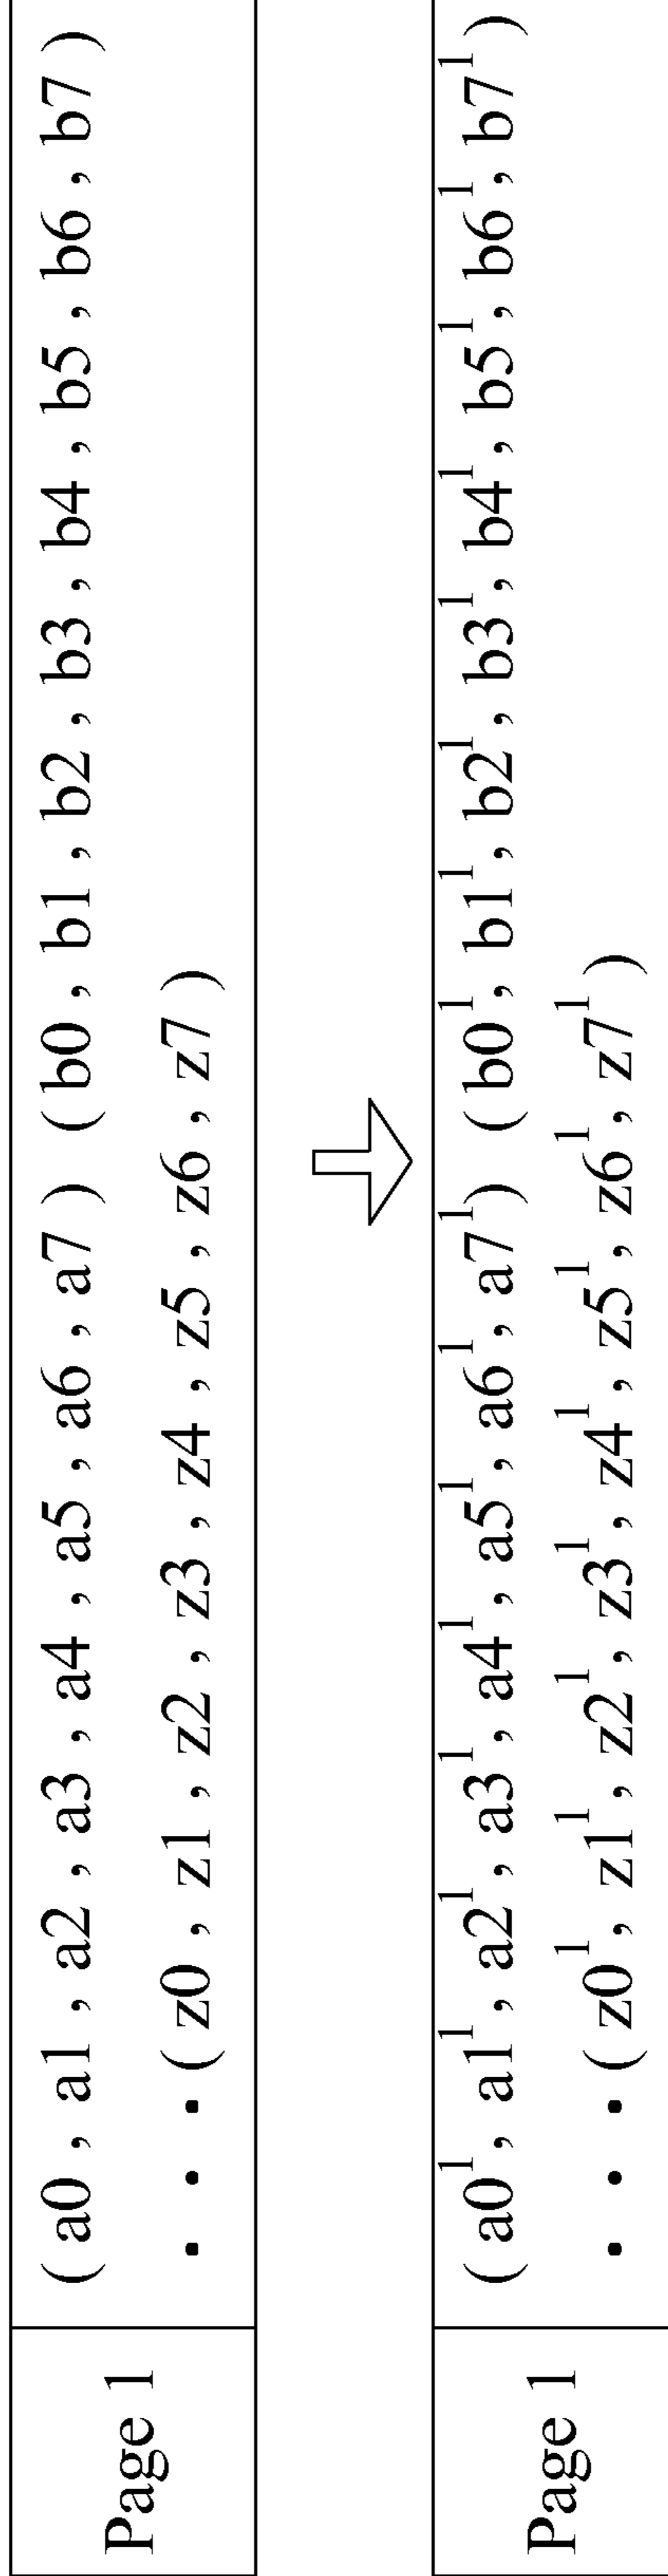 Page 1
( a0 , a1 , a2 , a3 , a4 , a5 , a6 , a7 ) ( b0 , b1 , b2 , b3 , b4 , b5 , b6 , b7 )
• • • ( z0 , z1 , z2 , z3 , z4 , z5 , z6 , z7 )
Page 1
( a0¹ , a1¹ , a2¹ , a3¹ , a4¹ , a5¹ , a6¹ , a7¹ ) ( b0¹ , b1¹ , b2¹ , b3¹ , b4¹ , b5¹ , b6¹ , b7¹ )
• • • ( z0¹ , z1¹ , z2¹ , z3¹ , z4¹ , z5¹ , z6¹ , z7¹ )